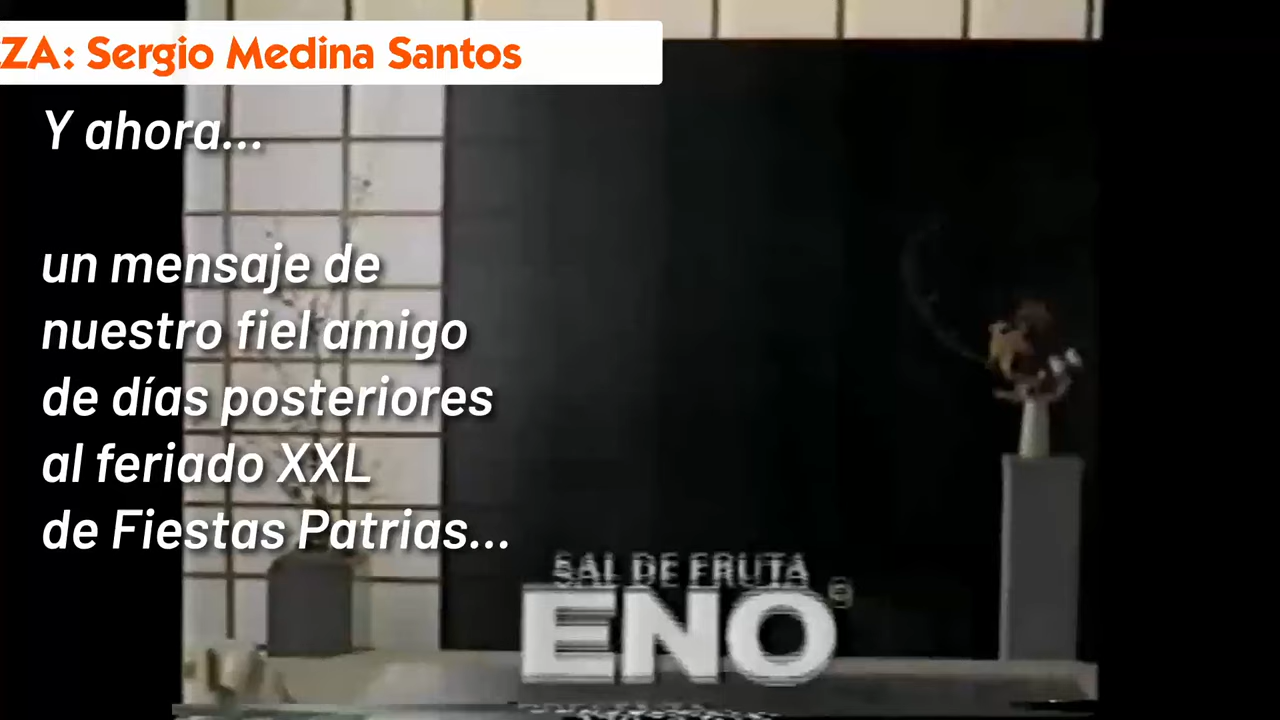 ZA: Sergio Medina Santos
Y ahora...
un mensaje de
nuestro fiel amigo
de días posteriores
al feriado XXL
de Fiestas Patrias...
SAL DE FRUTA
ENO®